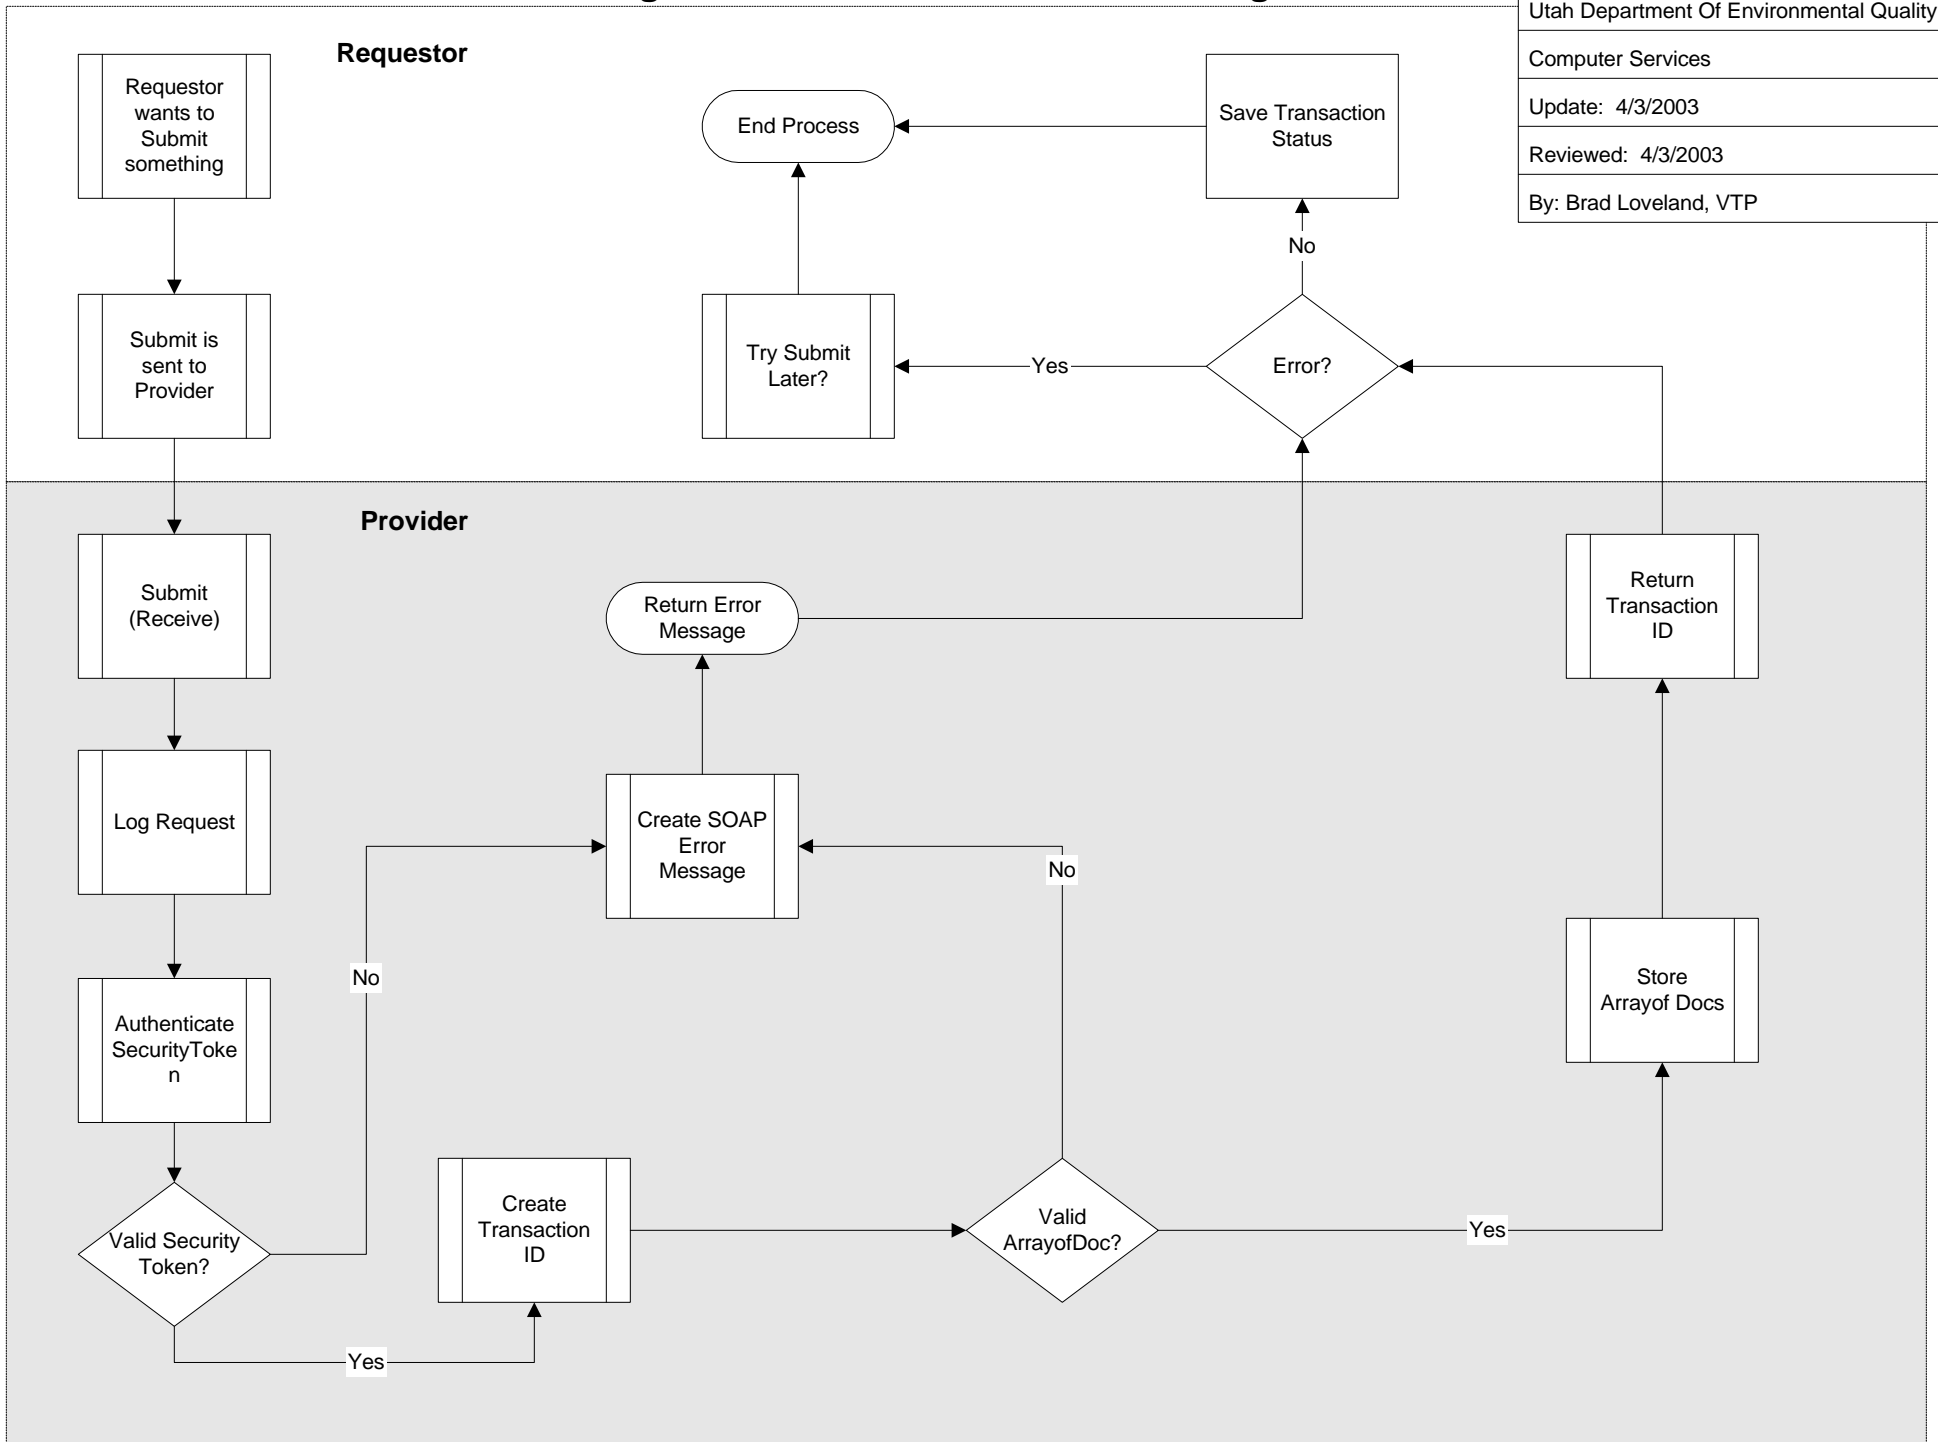 Utah Department Of Environmental Quality
Computer Services
Update: 4/3/2003
Reviewed: 4/3/2003
By: Brad Loveland, VTP
Requestor
Requestor
wants to
Submit
something
End Process
Save Transaction
Status
No
Submit is
sent to
Provider
Try Submit
Later?
Yes
Error?
Provider
Submit
(Receive)
Return Error
Message
Return
Transaction
ID
Log Request
Create SOAP
Error
Message
No
No
Authenticate
SecurityToke
n
Store
Arrayof Docs
Valid Security
Token?
Create
Transaction
ID
Valid
ArrayofDoc?
Yes
Yes